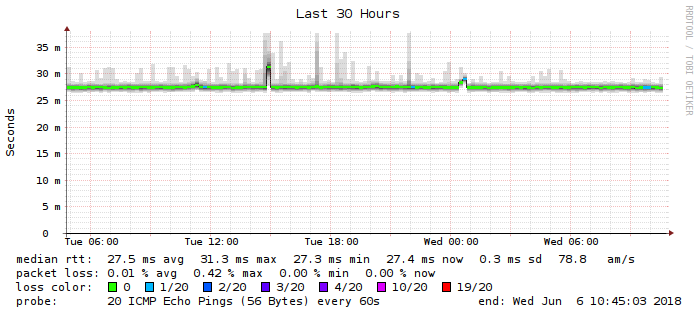 Last 30 Hours
RRDTOOL / TOBI OETIKER
Seconds
35 m
30 m
25 m
20 m
15 m
10 m
5 m
0
Tue 06:00 Tue 12:00 Tue 18:00 Wed 00:00 Wed 06:00
median rtt: 27.5 ms avg 31.3 ms max 27.3 ms min 27.4 ms now 0.3 ms sd 78.8 am/s
packet loss: 0.01 % avg 0.42 % max 0.00 % min 0.00 % now
loss color: 0 1/20 2/20 3/20 4/20 10/20 19/20
probe: 20 ICMP Echo Pings (56 Bytes) every 60s end: Wed Jun 6 10:45:03 2018